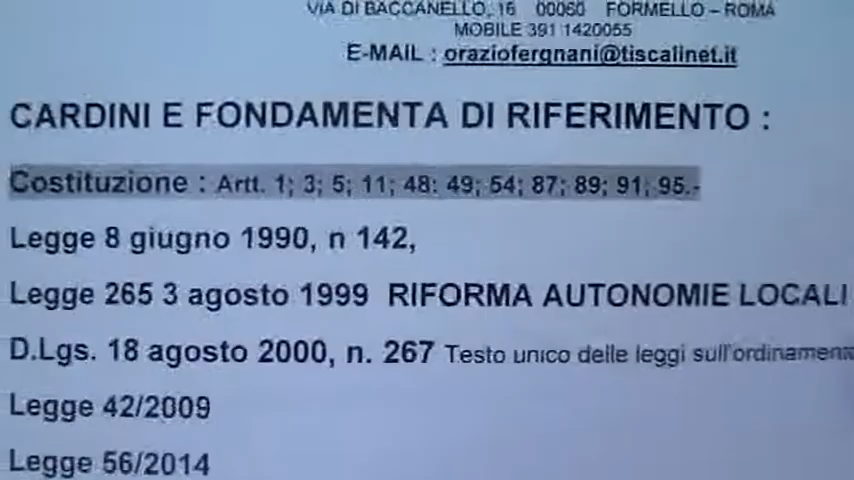 VIA DI BACCANELLO, 16 00060 FORMELLO – ROMA
MOBILE 391 1420055
E-MAIL : oraziofergnani@tiscalinet.it
CARDINI E FONDAMENTA DI RIFERIMENTO :
Costituzione : Artt. 1; 3; 5; 11; 48: 49; 54; 87; 89; 91; 95.-
Legge 8 giugno 1990, n 142,
Legge 265 3 agosto 1999 RIFORMA AUTONOMIE LOCALI
D.Lgs. 18 agosto 2000, n. 267 Testo unico delle leggi sull'ordinament
Legge 42/2009
Legge 56/2014